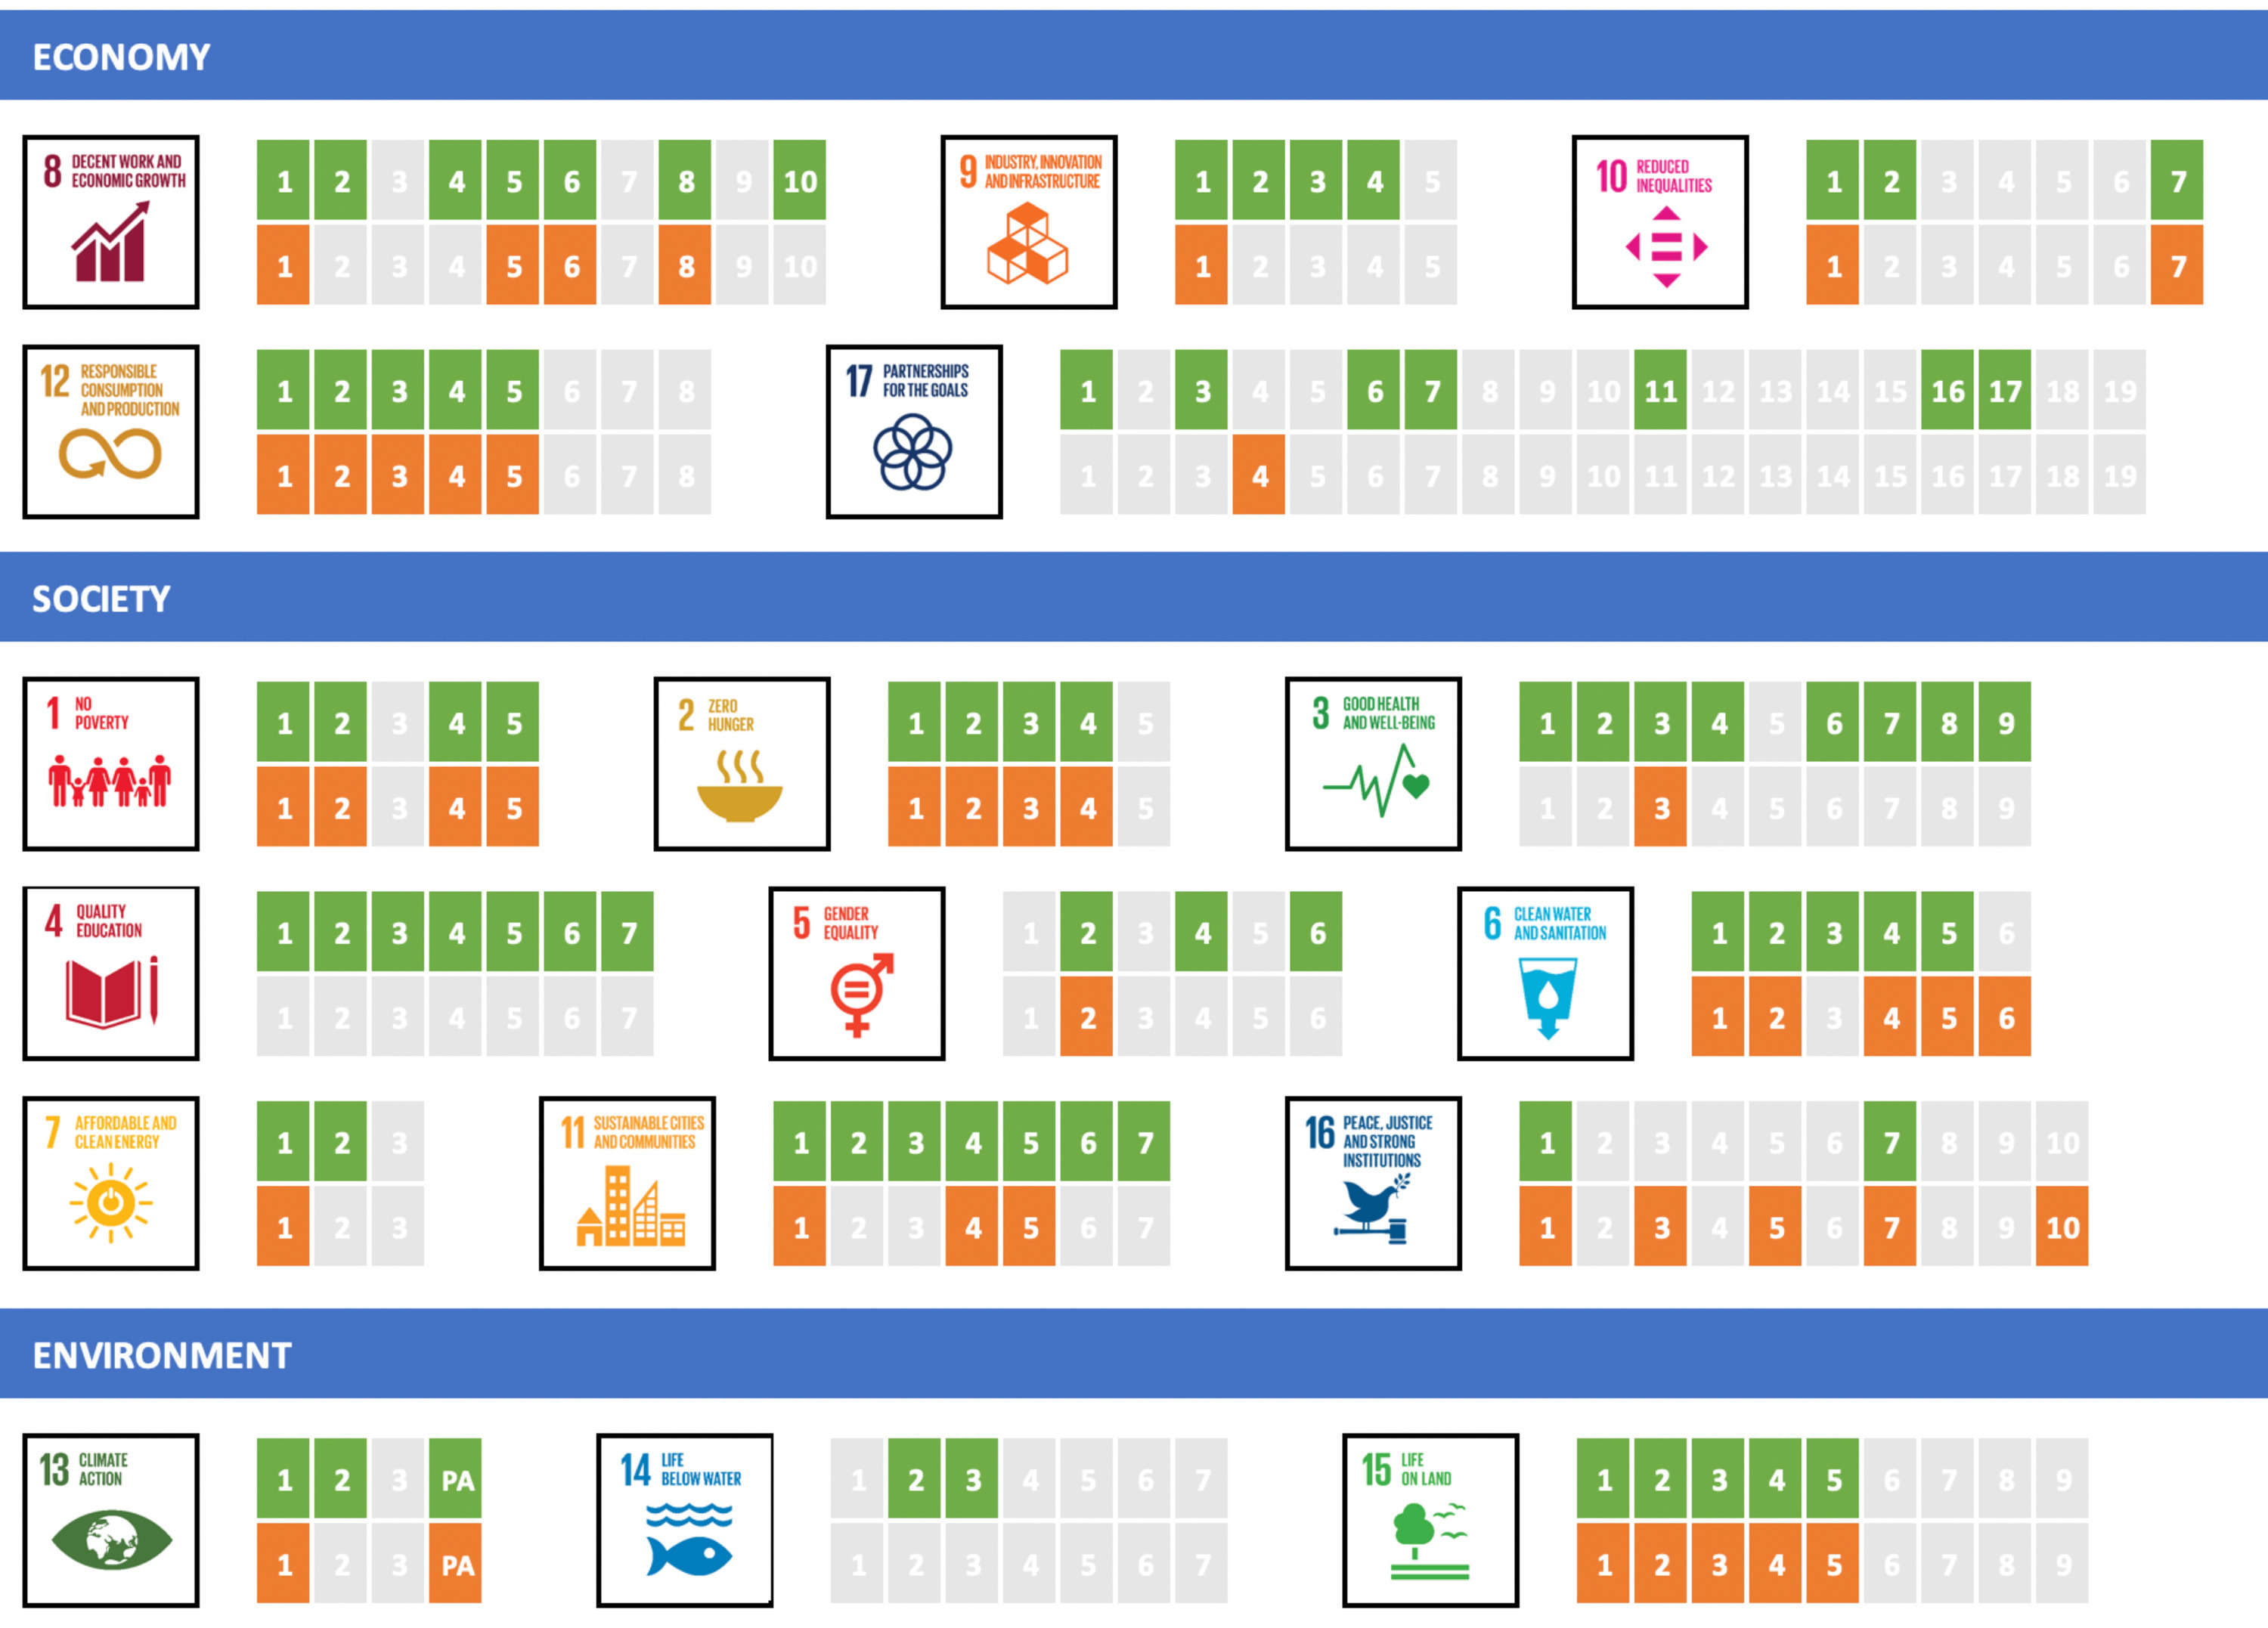 ECONOMY
8 DECENT WORK AND
ECONOMIC GROWTH
1 2 3 4 5 6 7 8 9 10
1 2 3 4 5 6 7 8 9 10
9 INDUSTRY, INNOVATION
AND INFRASTRUCTURE
1 2 3 4 5
1 2 3 4 5
10 REDUCED
INEQUALITIES
1 2 3 4 5 6 7
1 2 3 4 5 6 7
12 RESPONSIBLE
CONSUMPTION
AND PRODUCTION
1 2 3 4 5 6 7 8
1 2 3 4 5 6 7 8
17 PARTNERSHIPS
FOR THE GOALS
1 2 3 4 5 6 7 8 9 10 11 12 13 14 15 16 17 18 19
1 2 3 4 5 6 7 8 9 10 11 12 13 14 15 16 17 18 19
SOCIETY
1 NO
POVERTY
1 2 3 4 5
1 2 3 4 5
2 ZERO
HUNGER
1 2 3 4 5
1 2 3 4 5
3 GOOD HEALTH
AND WELL-BEING
1 2 3 4 5 6 7 8 9
1 2 3 4 5 6 7 8 9
4 QUALITY
EDUCATION
1 2 3 4 5 6 7
1 2 3 4 5 6 7
5 GENDER
EQUALITY
1 2 3 4 5 6
1 2 3 4 5 6
6 CLEAN WATER
AND SANITATION
1 2 3 4 5 6
1 2 3 4 5 6
7 AFFORDABLE AND
CLEAN ENERGY
1 2 3
1 2 3
11 SUSTAINABLE CITIES
AND COMMUNITIES
1 2 3 4 5 6 7
1 2 3 4 5 6 7
16 PEACE, JUSTICE
AND STRONG
INSTITUTIONS
1 2 3 4 5 6 7 8 9 10
1 2 3 4 5 6 7 8 9 10
ENVIRONMENT
13 CLIMATE
ACTION
1 2 3 PA
1 2 3 PA
14 LIFE
BELOW WATER
1 2 3 4 5 6 7
1 2 3 4 5 6 7
15 LIFE
ON LAND
1 2 3 4 5 6 7 8 9
1 2 3 4 5 6 7 8 9